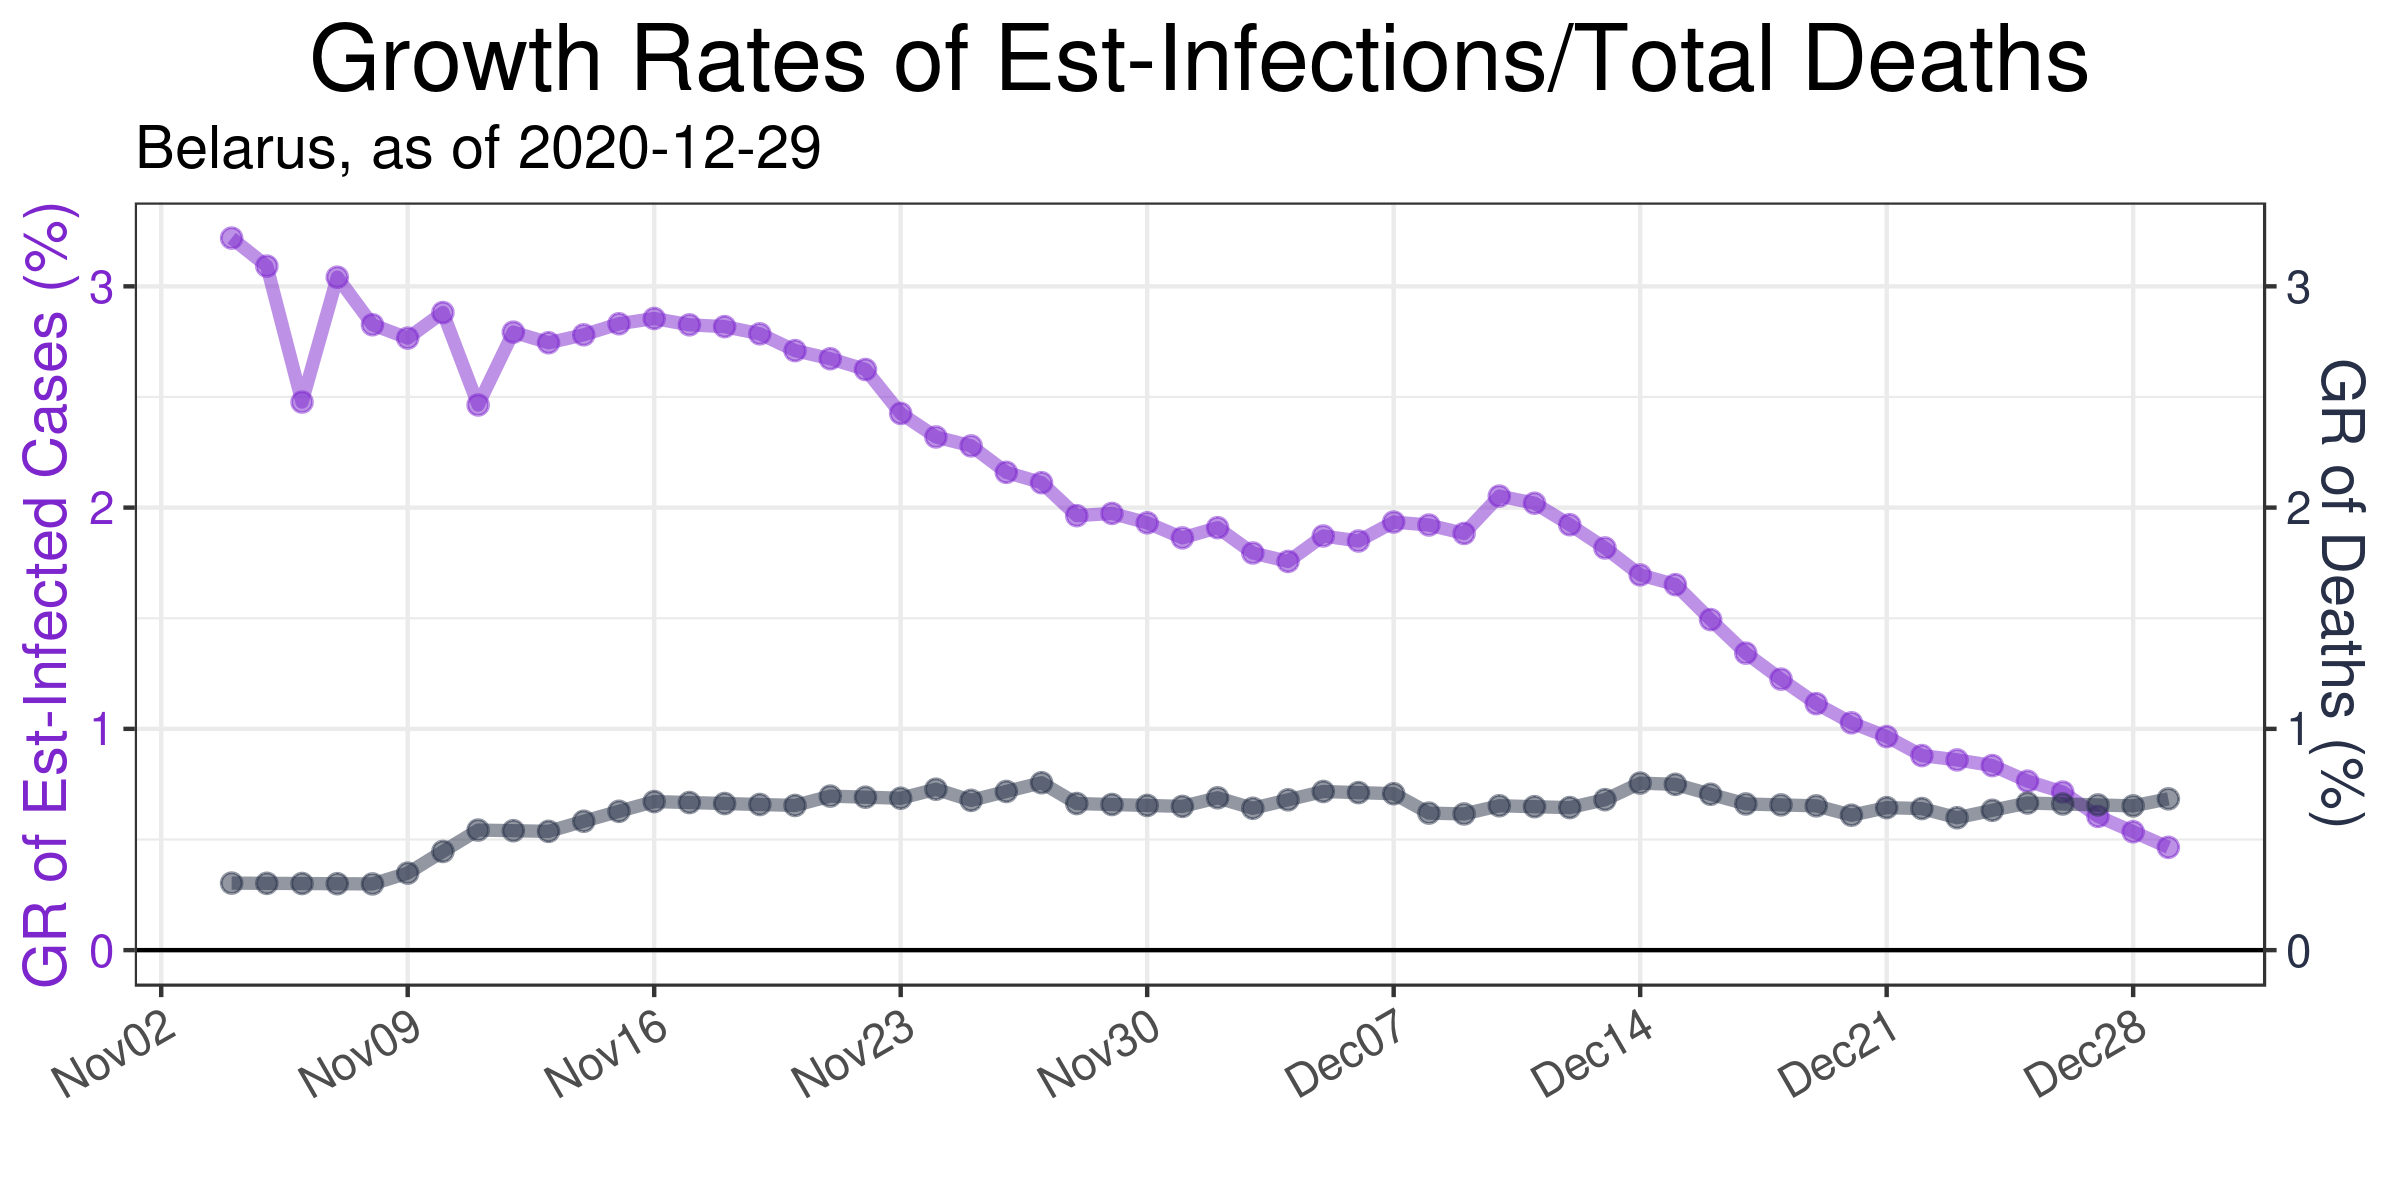 Growth Rates of Est-Infections/Total Deaths
Belarus, as of 2020-12-29
GR of Est-Infected Cases (%)
3
2
1
0
3
2
1
0
GR of Deaths (%)
Nov02
Nov09
Nov16
Nov23
Nov30
Dec07
Dec14
Dec21
Dec28